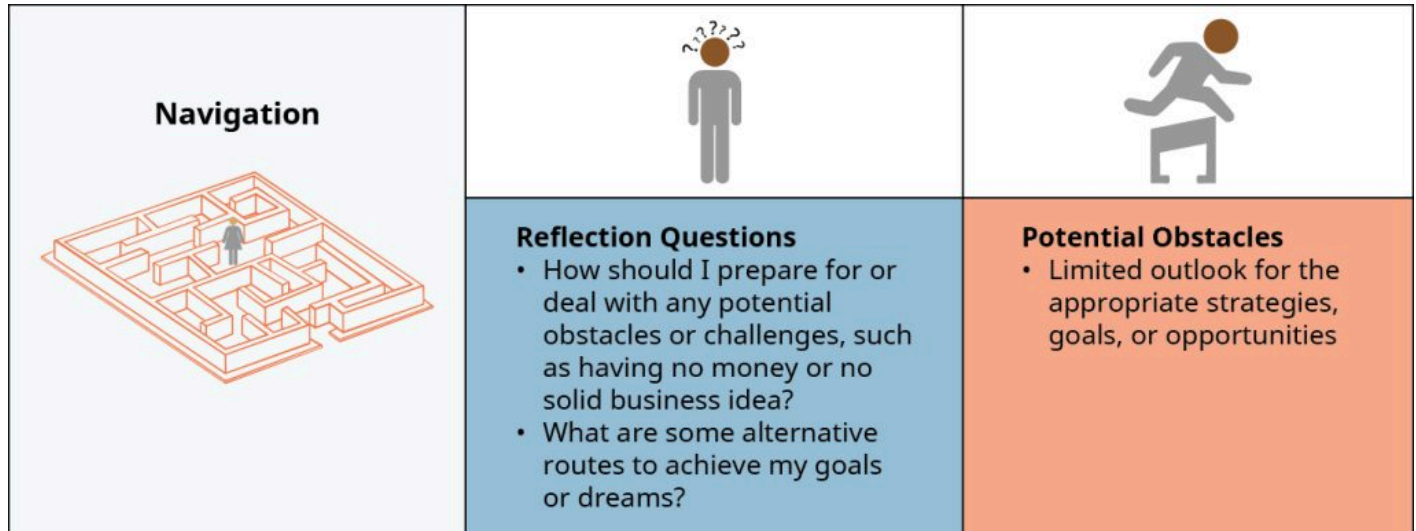 Navigation
??????
Reflection Questions
• How should I prepare for or
deal with any potential
obstacles or challenges, such
as having no money or no
solid business idea?
• What are some alternative
routes to achieve my goals
or dreams?
Potential Obstacles
• Limited outlook for the
appropriate strategies,
goals, or opportunities